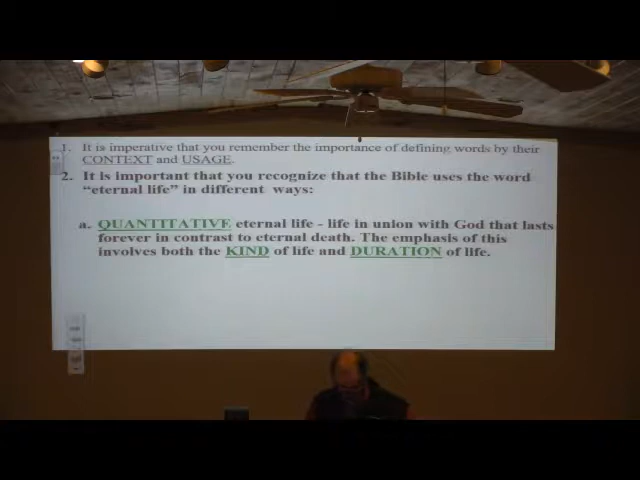 1. It is imperative that you remember the importance of defining words by their
CONTEXT and USAGE.
2. It is important that you recognize that the Bible uses the word
“eternal life” in different ways:
a. QUANTITATIVE eternal life - life in union with God that lasts
forever in contrast to eternal death. The emphasis of this
involves both the KIND of life and DURATION of life.